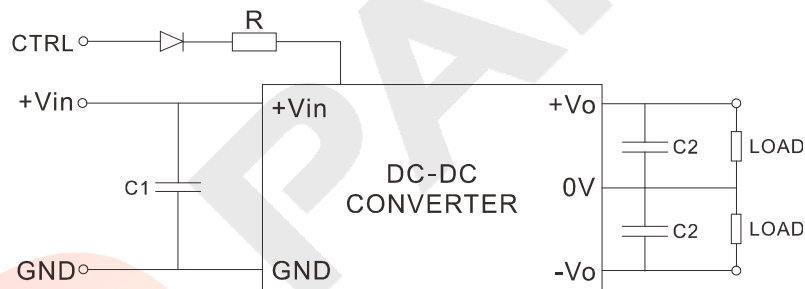 R
CTRL
+Vin
+Vin
+Vo
C1
C2
LOAD
DC-DC
CONVERTER
0V
C2
LOAD
GND
GND
-Vo